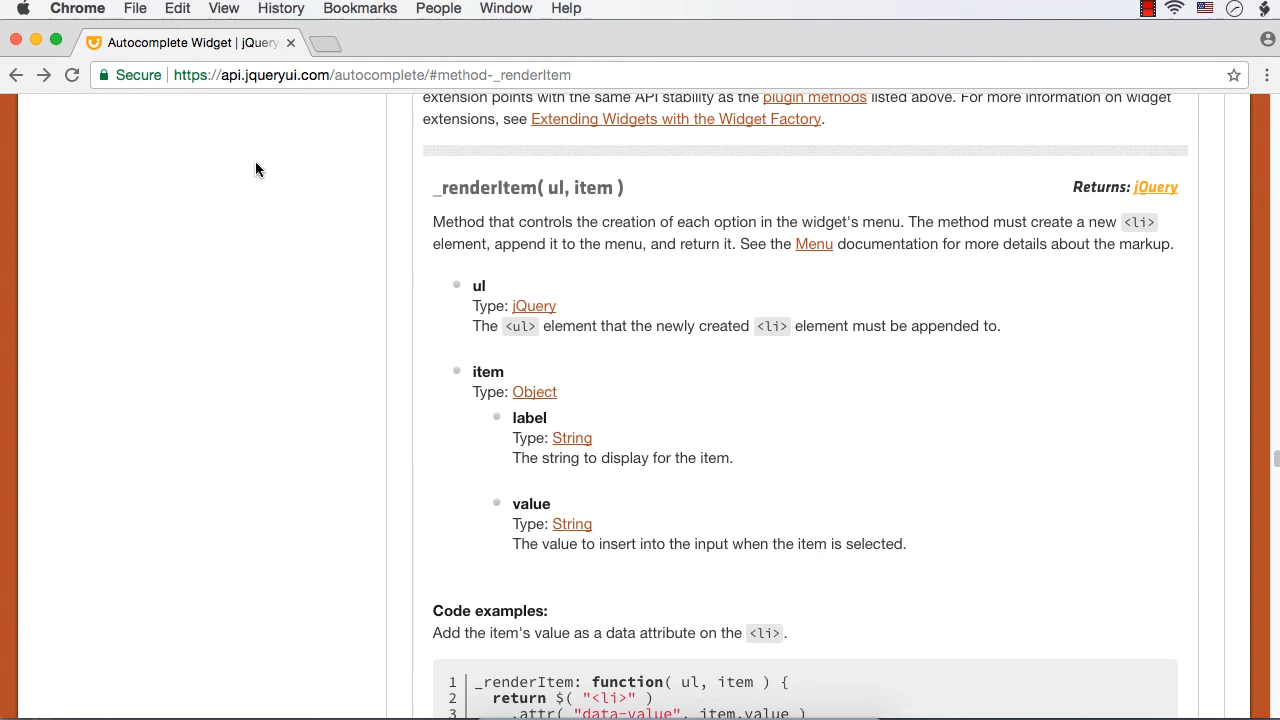 Chrome File Edit View History Bookmarks People Window Help
Autocomplete Widget | jQuery
Secure https://api.jqueryui.com/autocomplete/#method-_renderItem
extension points with the same API stability as the plugin methods listed above. For more information on widget
extensions, see Extending Widgets with the Widget Factory.
_renderItem( ul, item ) Returns: jQuery
Method that controls the creation of each option in the widget's menu. The method must create a new <li>
element, append it to the menu, and return it. See the Menu documentation for more details about the markup.
ul
Type: jQuery
The <ul> element that the newly created <li> element must be appended to.
item
Type: Object
label
Type: String
The string to display for the item.
value
Type: String
The value to insert into the input when the item is selected.
Code examples:
Add the item's value as a data attribute on the <li>.
1 _renderItem: function( ul, item ) {
2 return $( "<li>" )
3 .attr( "data-value", item.value )